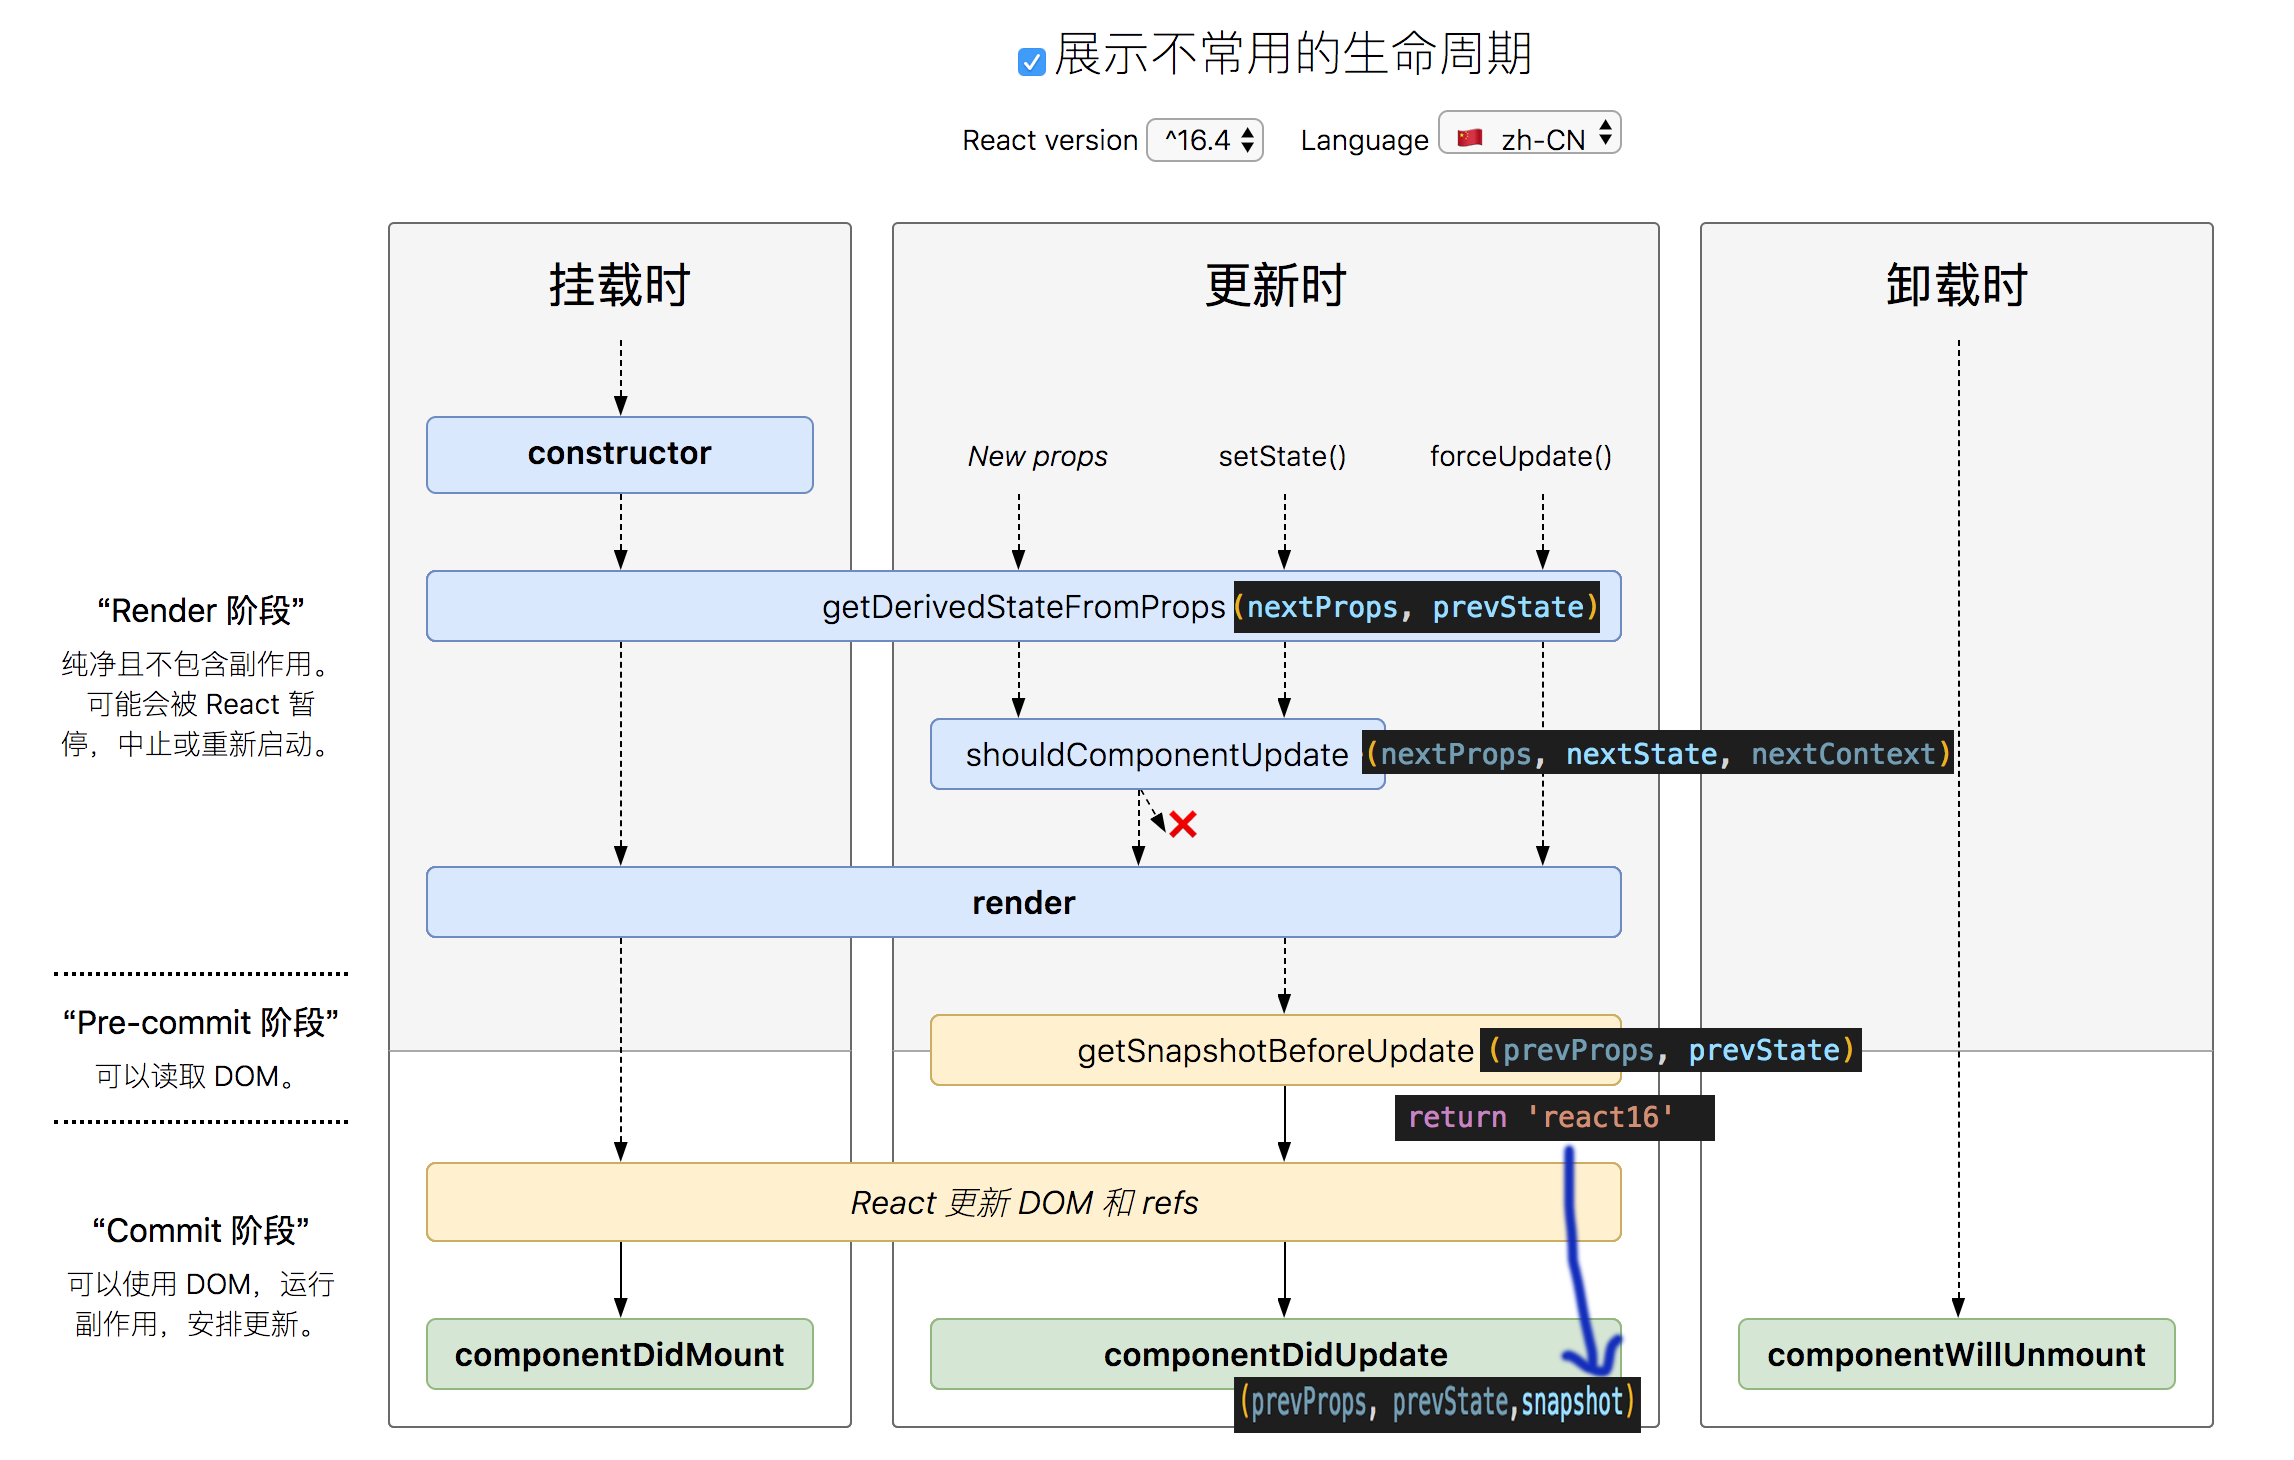 展示不常用的生命周期
React version ^16.4 Language zh-CN
挂载时
更新时
卸载时
constructor
New props
setState()
forceUpdate()
“Render 阶段”
纯净且不包含副作用。
可能会被 React 暂
停，中止或重新启动。
getDerivedStateFromProps (nextProps, prevState)
shouldComponentUpdate (nextProps, nextState, nextContext)
render
“Pre-commit 阶段”
可以读取 DOM。
getSnapshotBeforeUpdate (prevProps, prevState)
return 'react16'
“Commit 阶段”
可以使用 DOM，运行
副作用，安排更新。
React 更新 DOM 和 refs
componentDidMount
componentDidUpdate
(prevProps, prevState,snapshot)
componentWillUnmount